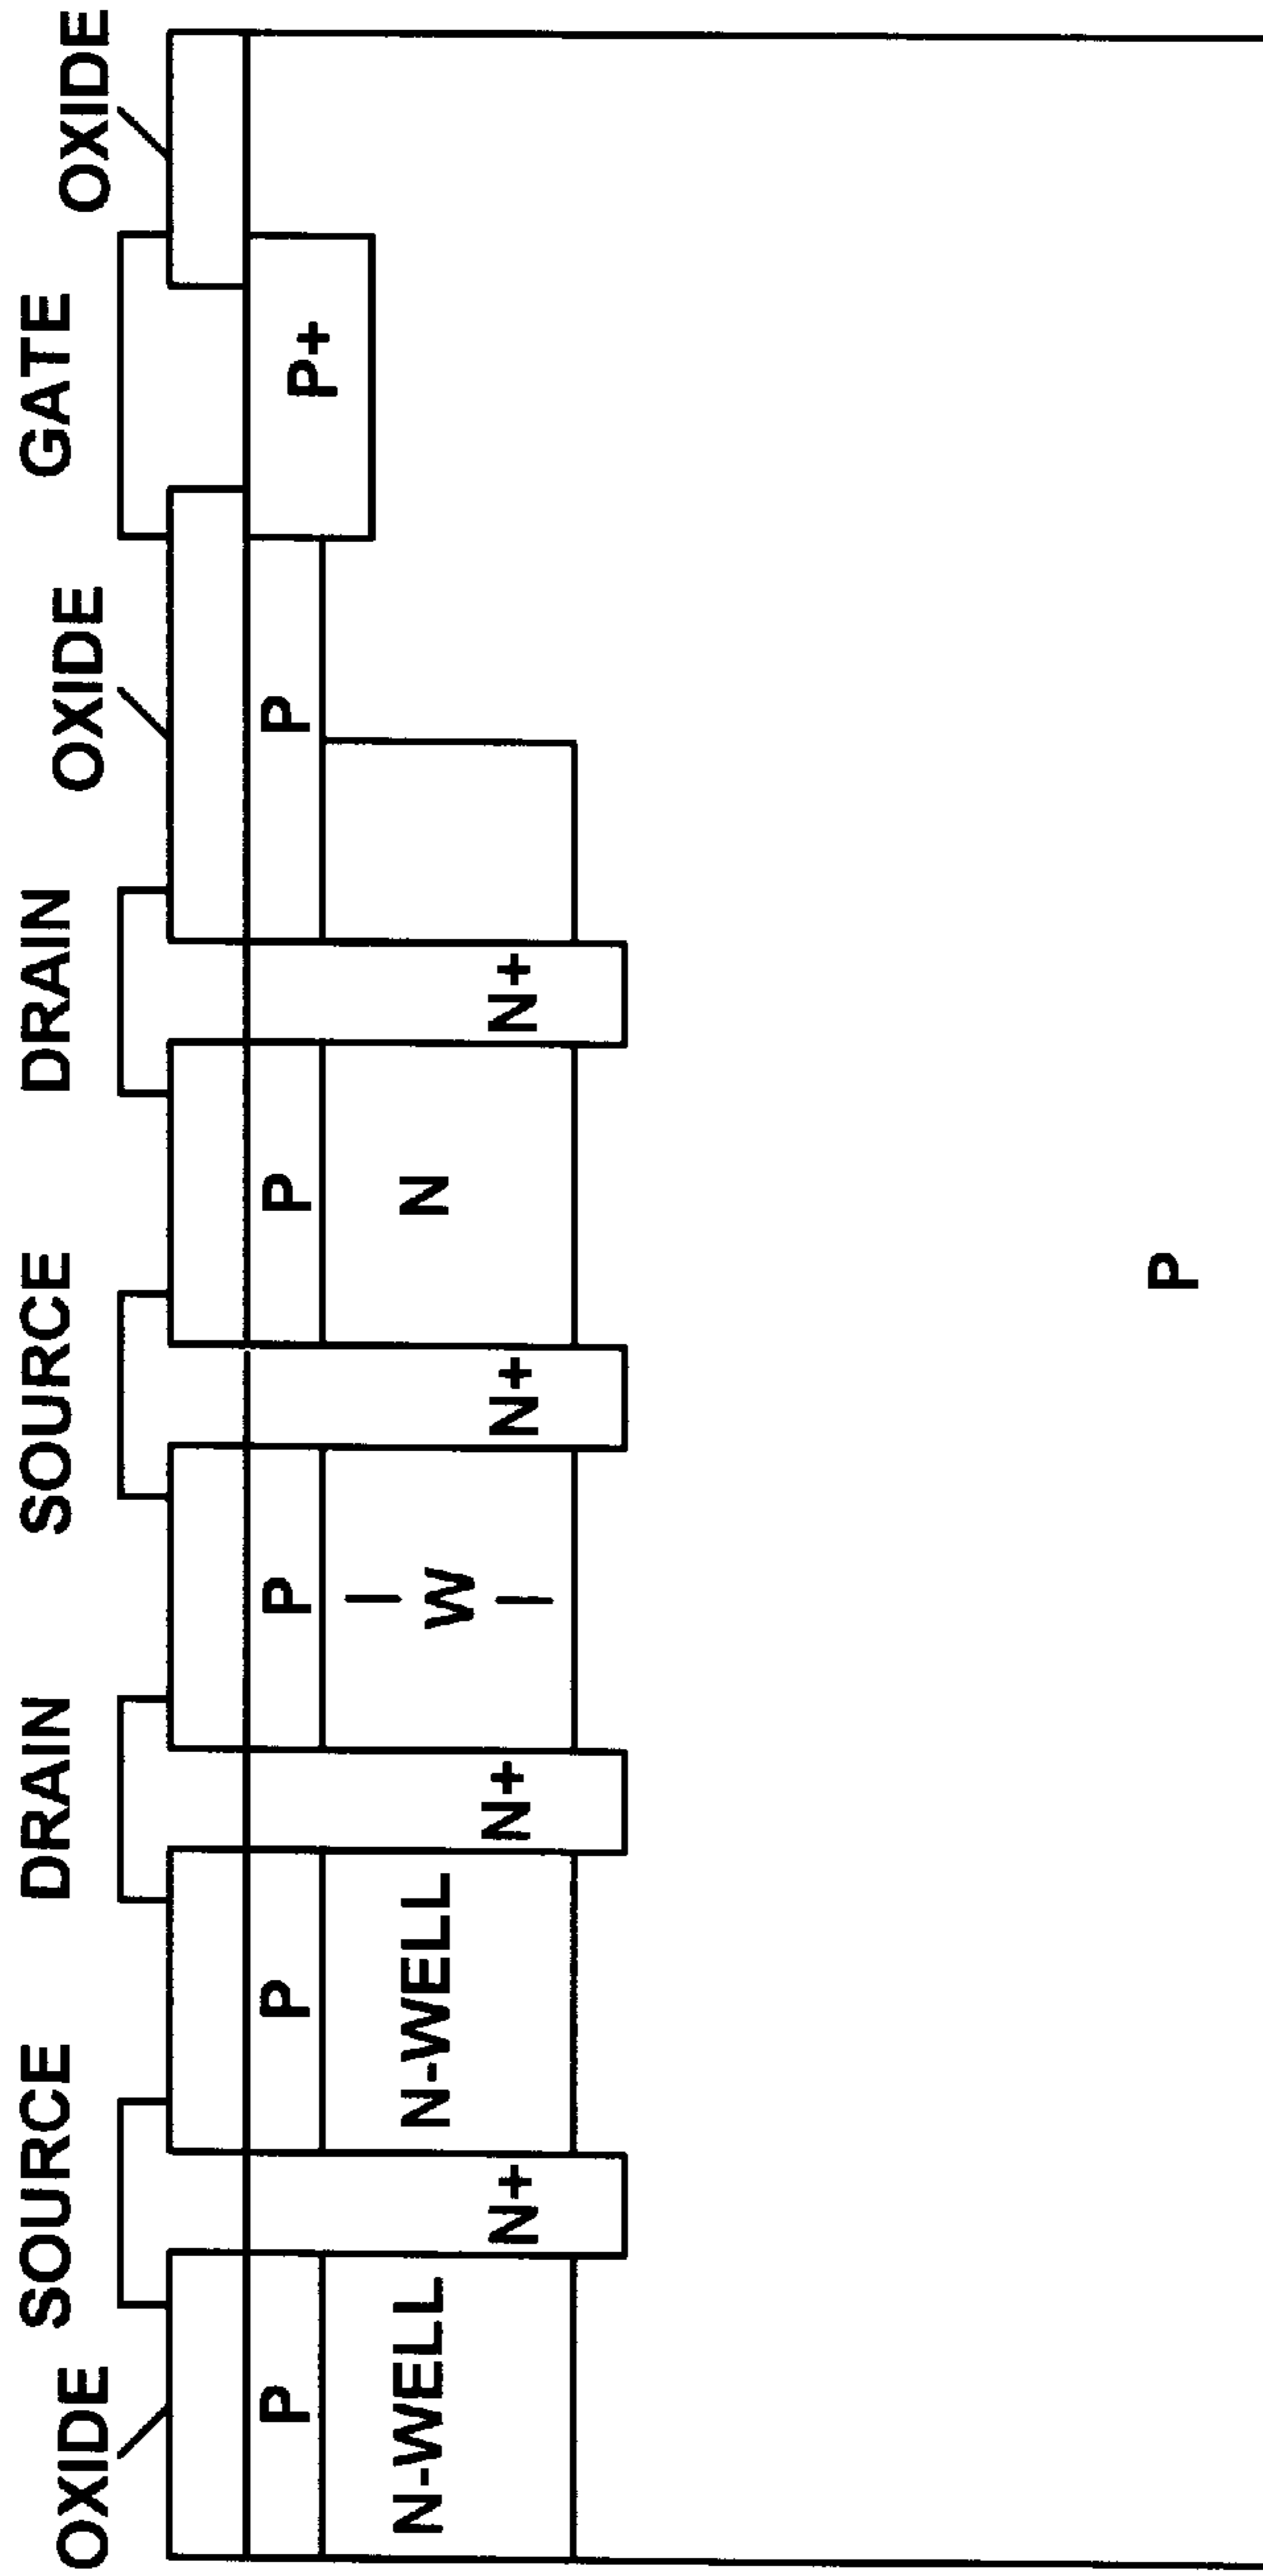 OXIDE
SOURCE
DRAIN
SOURCE
DRAIN
OXIDE
GATE
OXIDE
P
P
P
P
P
P+
N-WELL
N-WELL
W
N
N+
N+
N+
N+
P